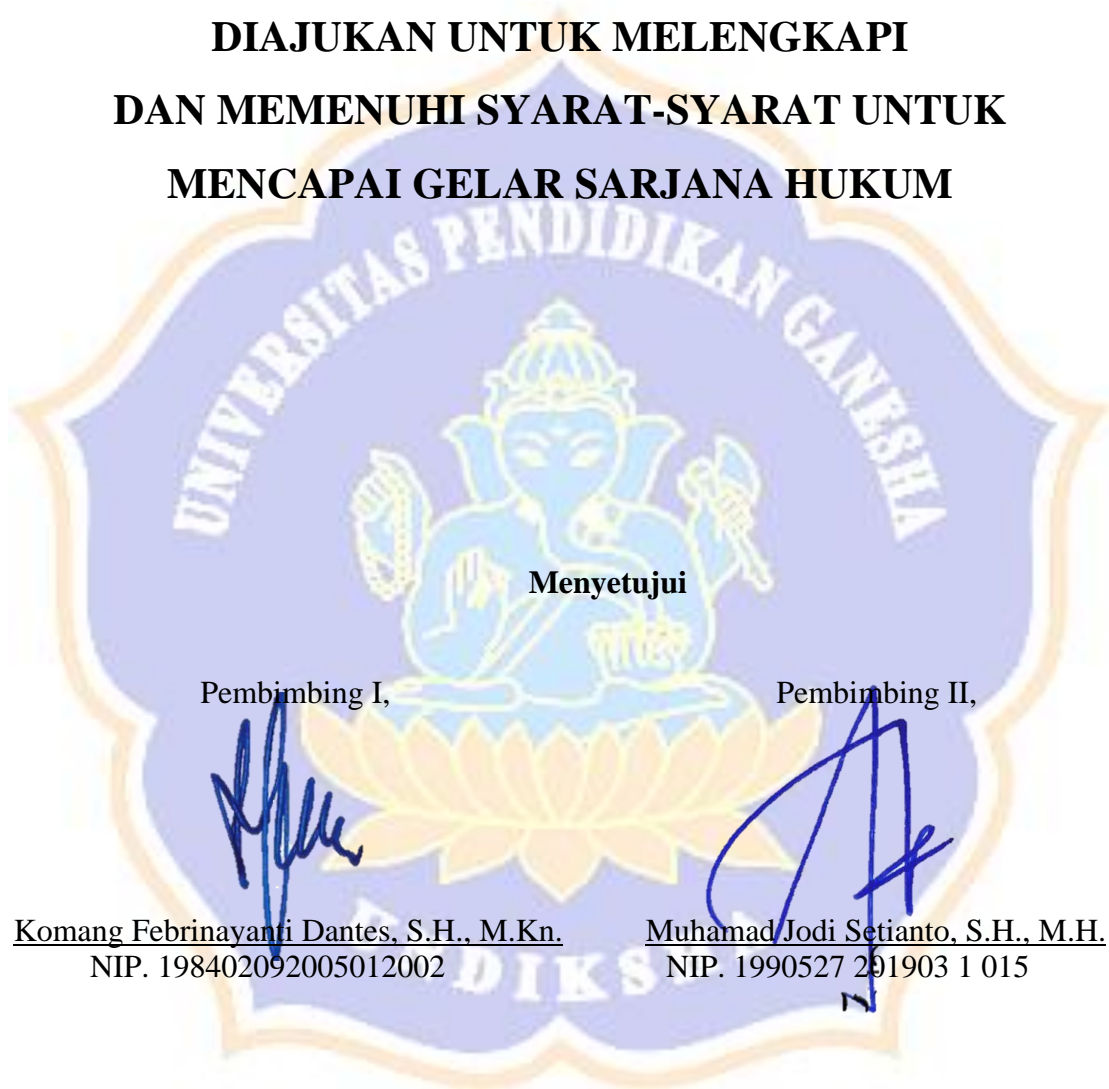 DIAJUKAN UNTUK MELENGKAPI
DAN MEMENUHI SYARAT-SYARAT UNTUK
MENCAPAI GELAR SARJANA HUKUM
UNIVERSITAS PENDIDIKAN GANESHA
Menyetujui
Pembimbing I,
Pembimbing II,
Komang Febrinayanti Dantes, S.H., M.Kn.
NIP. 198402092005012002
Muhamad Jodi Setianto, S.H., M.H.
NIP. 1990527 201903 1 015
UNDIKSHA